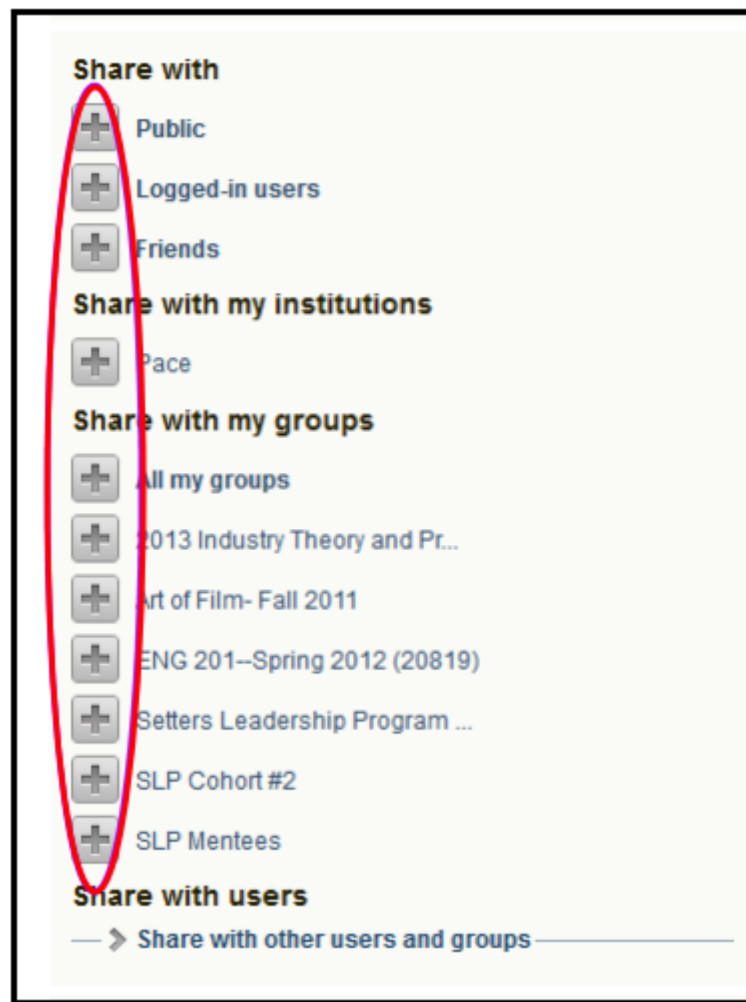 Share with
Public
Logged-in users
Friends
Share with my institutions
Pace
Share with my groups
All my groups
2013 Industry Theory and Pr...
Art of Film- Fall 2011
ENG 201--Spring 2012 (20819)
Setters Leadership Program ...
SLP Cohort #2
SLP Mentees
Share with users
Share with other users and groups